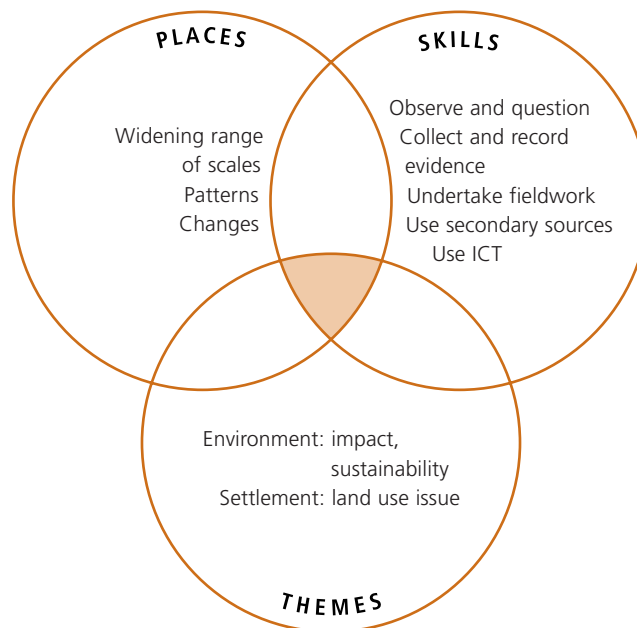 PLACES
Widening range
of scales
Patterns
Changes
SKILLS
Observe and question
Collect and record
evidence
Undertake fieldwork
Use secondary sources
Use ICT
Environment: impact,
sustainability
Settlement: land use issue
THEMES